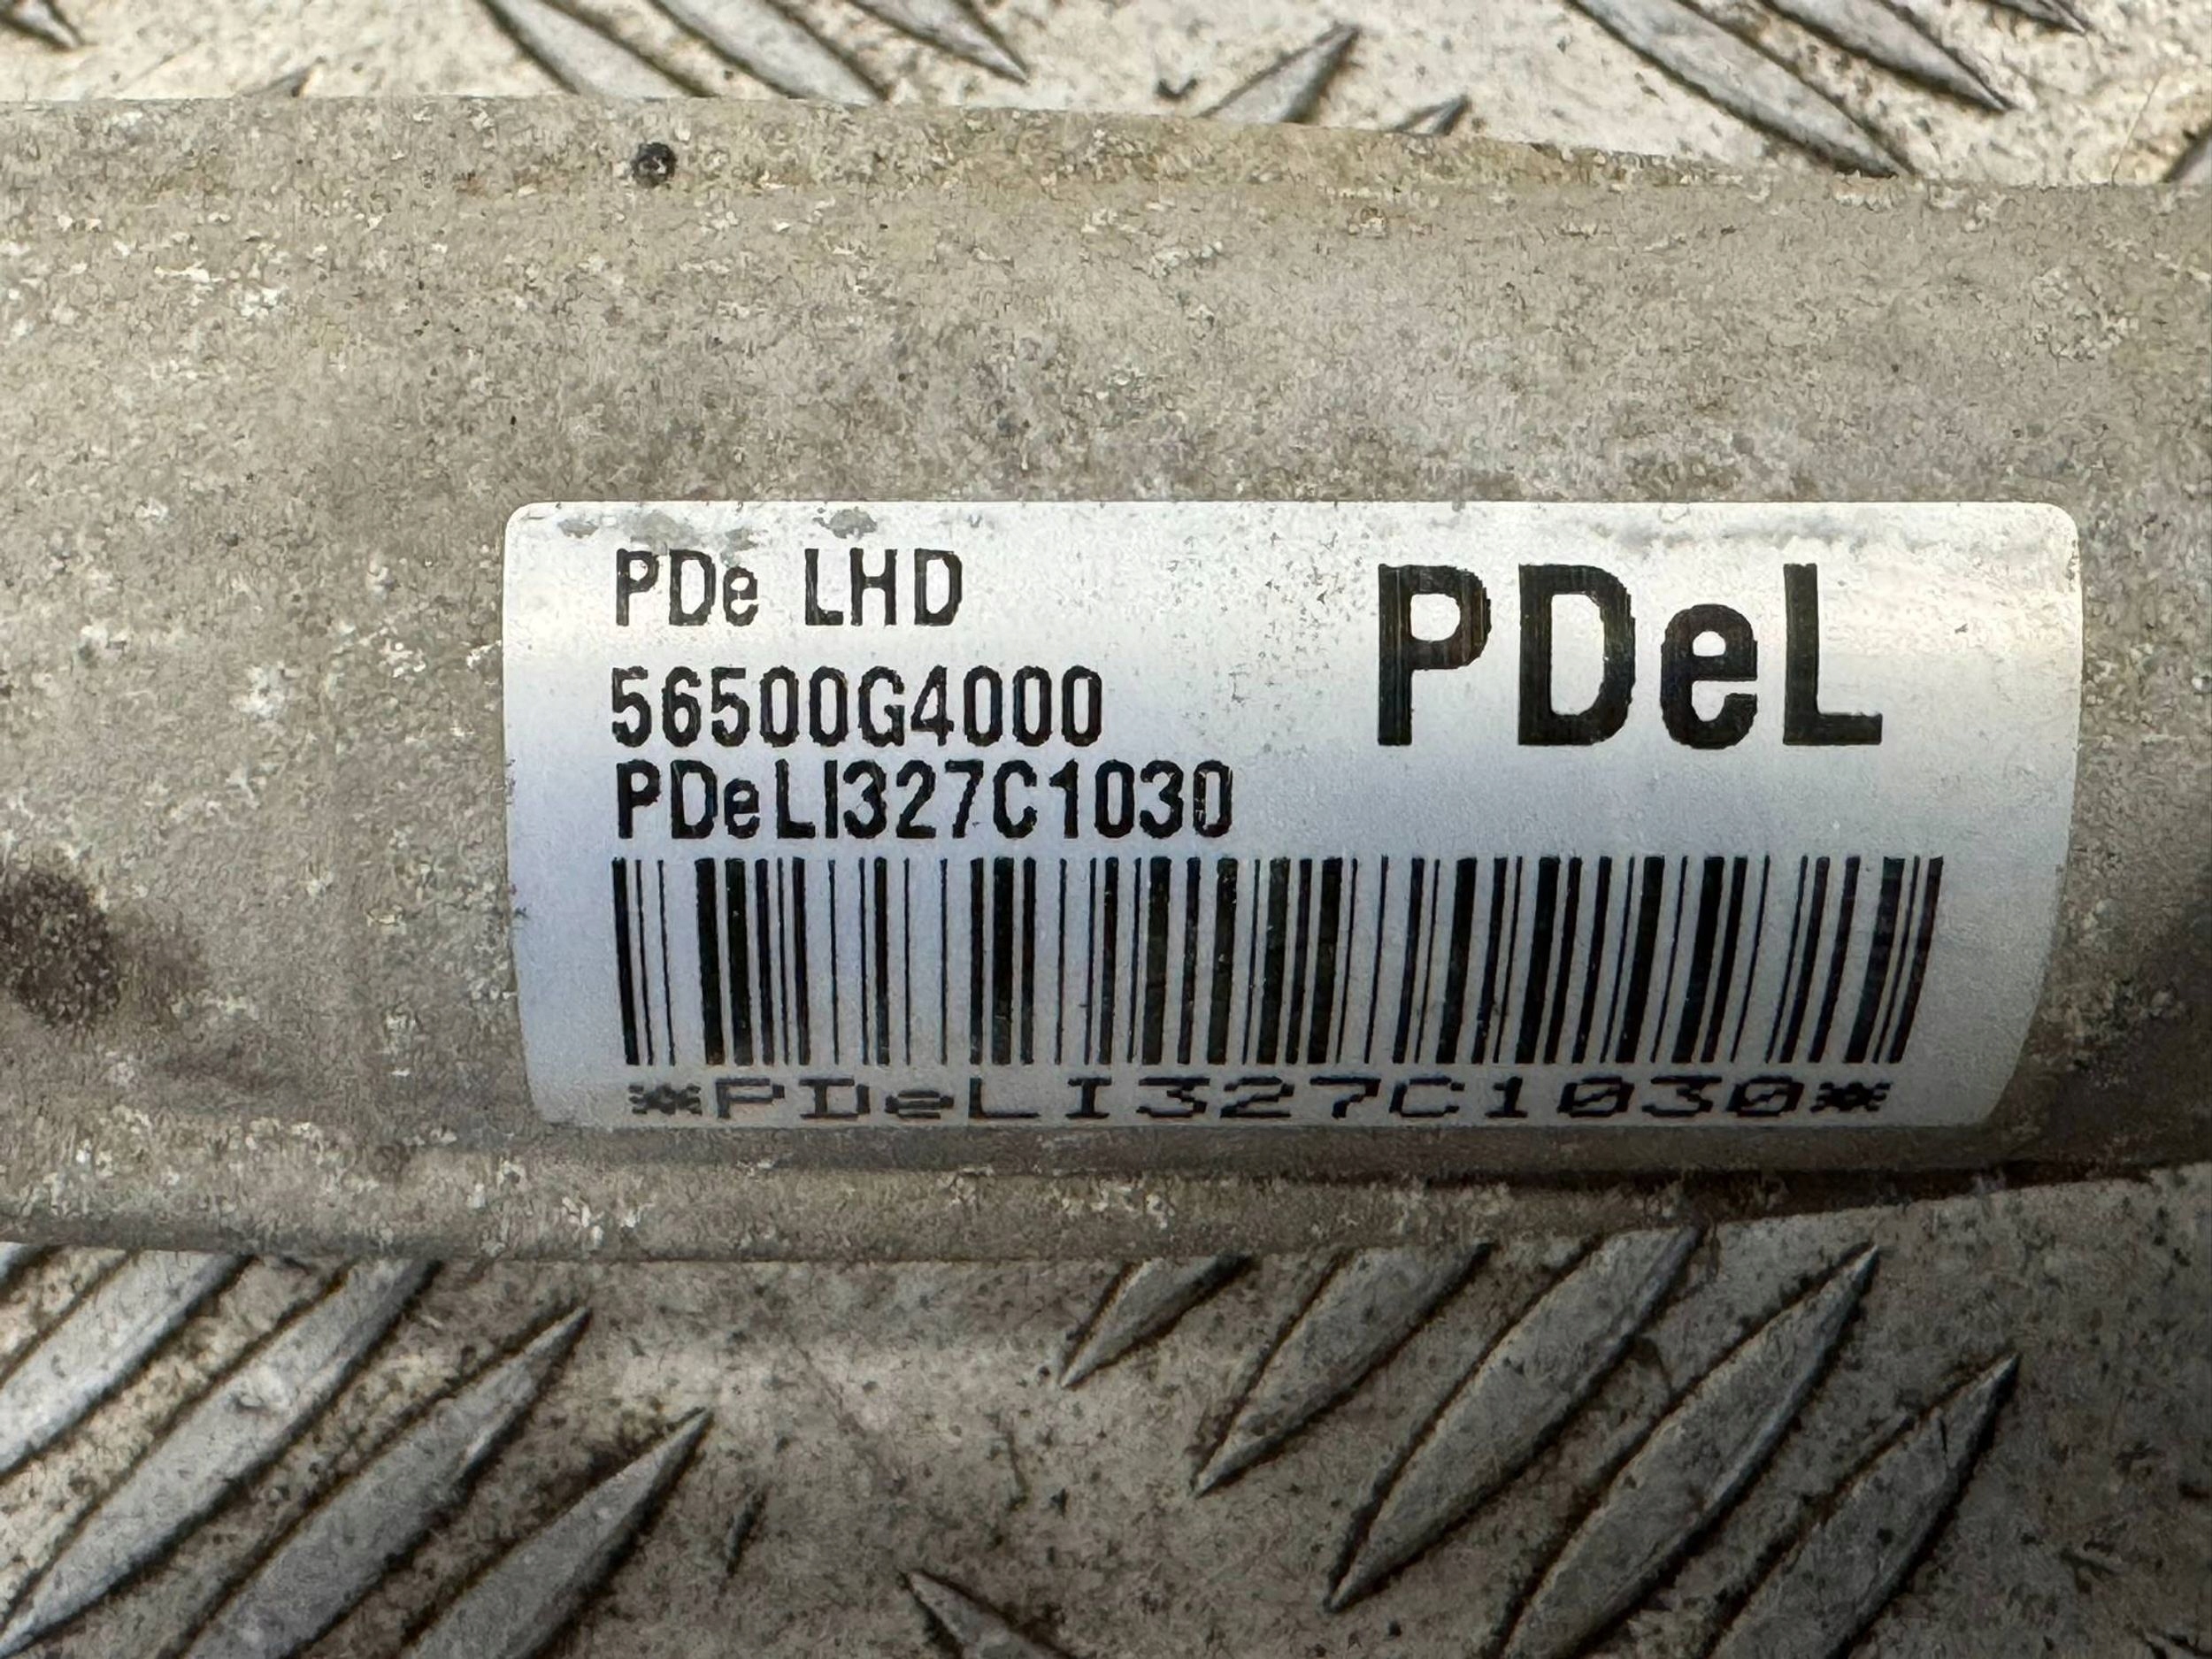 PDe LHD
PDeL
56500G4000
PDeLI327C1030
*PDeLI327C1030*